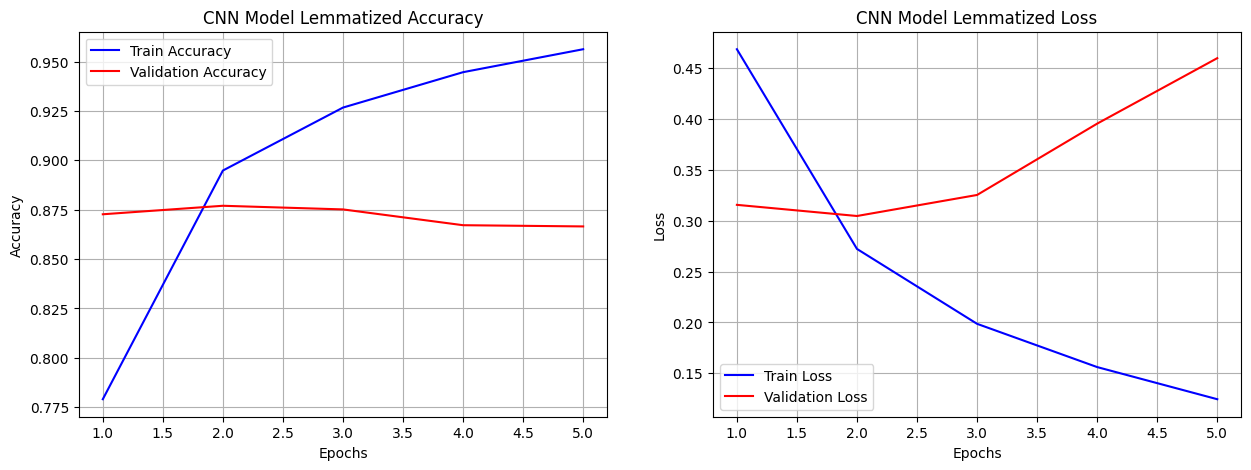 CNN Model Lemmatized Accuracy
Train Accuracy
Validation Accuracy
0.950
0.925
0.900
0.875
0.850
0.825
0.800
0.775
Accuracy
1.0 1.5 2.0 2.5 3.0 3.5 4.0 4.5 5.0
Epochs
CNN Model Lemmatized Loss
0.45
0.40
0.35
0.30
0.25
0.20
0.15
Loss
Train Loss
Validation Loss
1.0 1.5 2.0 2.5 3.0 3.5 4.0 4.5 5.0
Epochs